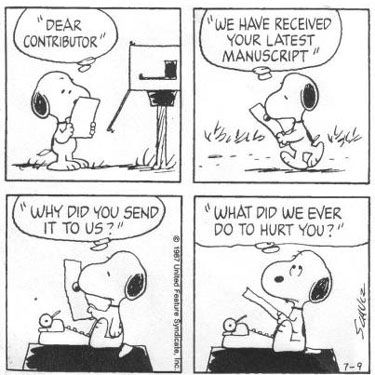 "DEAR
CONTRIBUTOR"
"WE HAVE RECEIVED
YOUR LATEST
MANUSCRIPT"
"WHY DID YOU SEND
IT TO US?"
© 1987 United Feature Syndicate, Inc.
"WHAT DID WE EVER
DO TO HURT YOU?"
SCHULZ
7-9